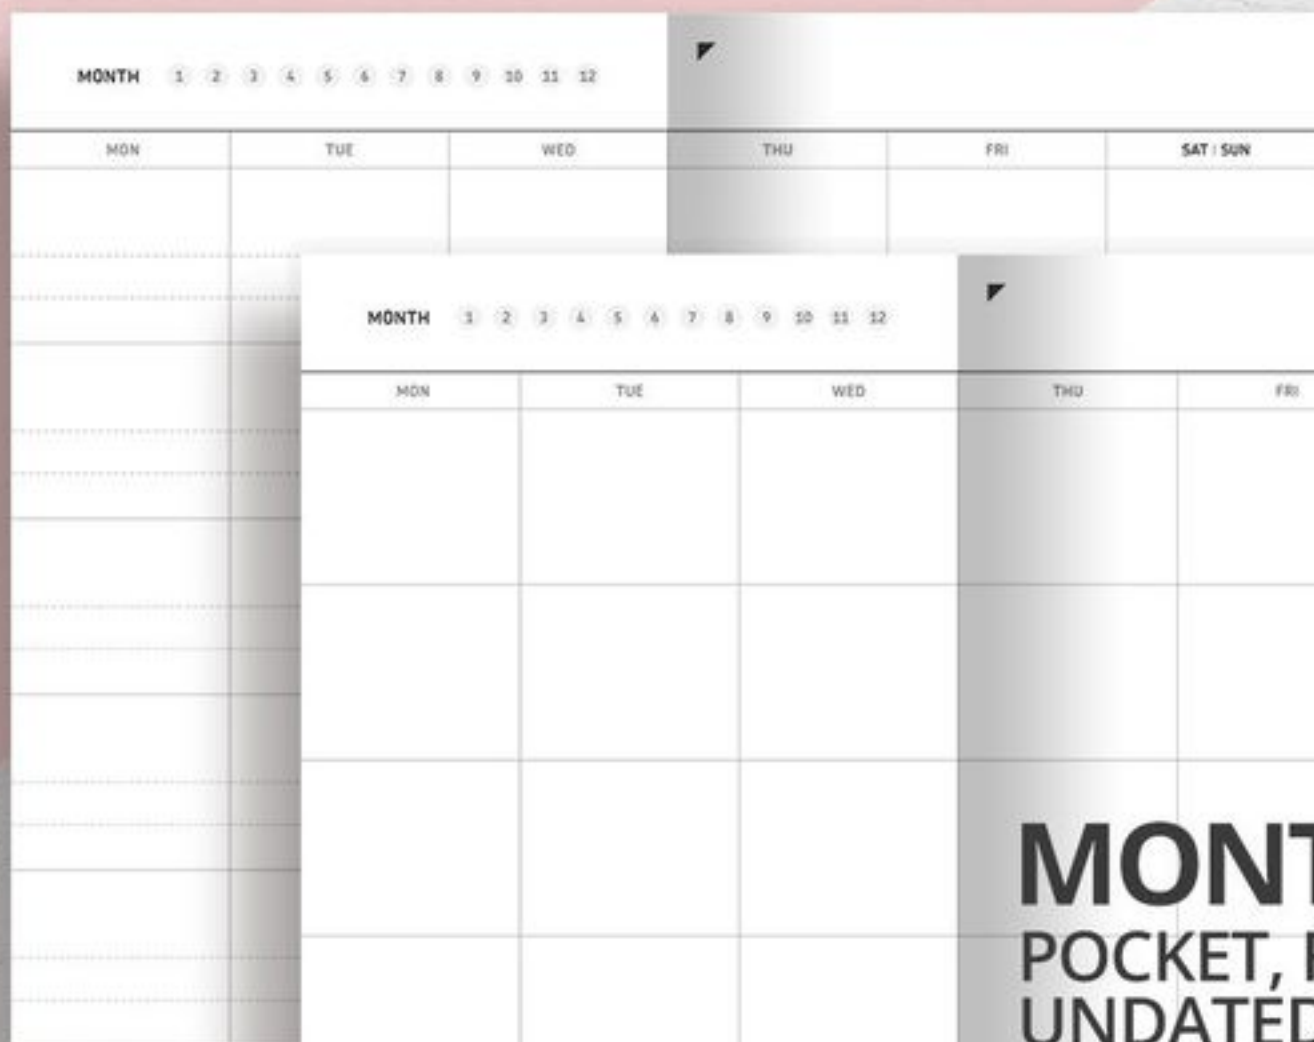 MONTH 1 2 3 4 5 6 7 8 9 10 11 12
MON TUE WED THU FRI SAT | SUN
MONTH 1 2 3 4 5 6 7 8 9 10 11 12
MON TUE WED THU FRI
MONT
POCKET,
UNDATED